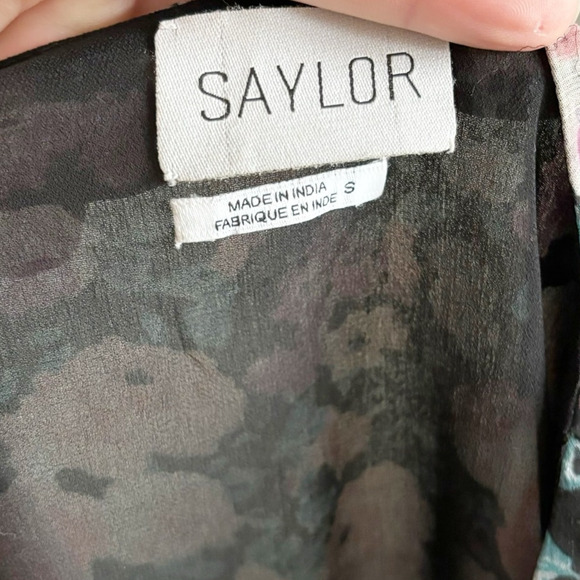 SAYLOR
MADE IN INDIA S
FABRIQUE EN INDE